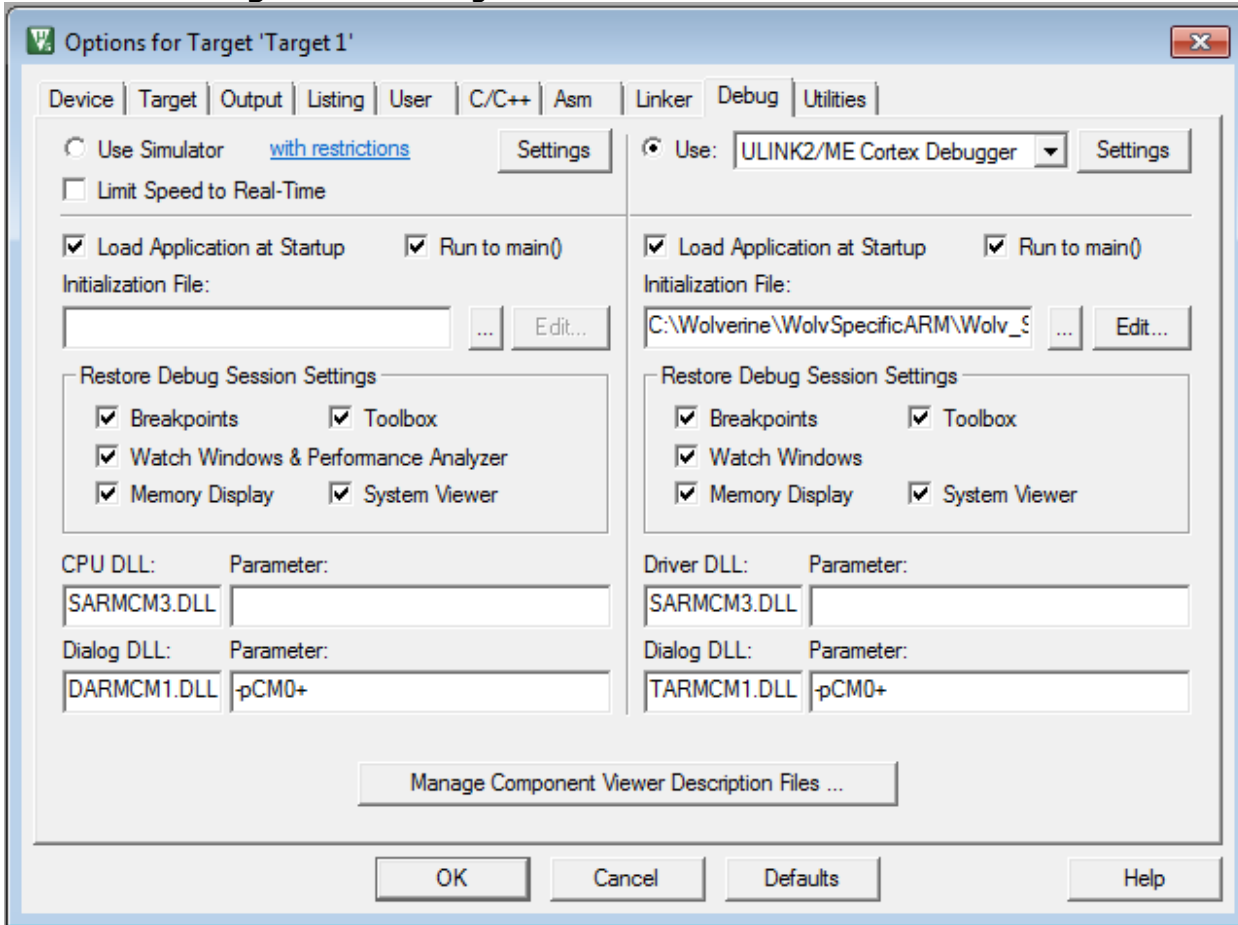 Options for Target 'Target 1'
Device Target Output Listing User C/C++ Asm Linker Debug Utilities
Use Simulator with restrictions Settings Use: ULINK2/ME Cortex Debugger Settings
Limit Speed to Real-Time
Load Application at Startup Run to main() Load Application at Startup Run to main()
Initialization File: Initialization File:
... Edit... C:\Wolverine\WolvSpecificARM\Wolv_S ... Edit...
Restore Debug Session Settings Restore Debug Session Settings
Breakpoints Toolbox Breakpoints Toolbox
Watch Windows & Performance Analyzer Watch Windows
Memory Display System Viewer Memory Display System Viewer
CPU DLL: Parameter: Driver DLL: Parameter:
SARMCM3.DLL SARMCM3.DLL
Dialog DLL: Parameter: Dialog DLL: Parameter:
DARMCM1.DLL -pCM0+ TARMCM1.DLL -pCM0+
Manage Component Viewer Description Files ...
OK Cancel Defaults Help